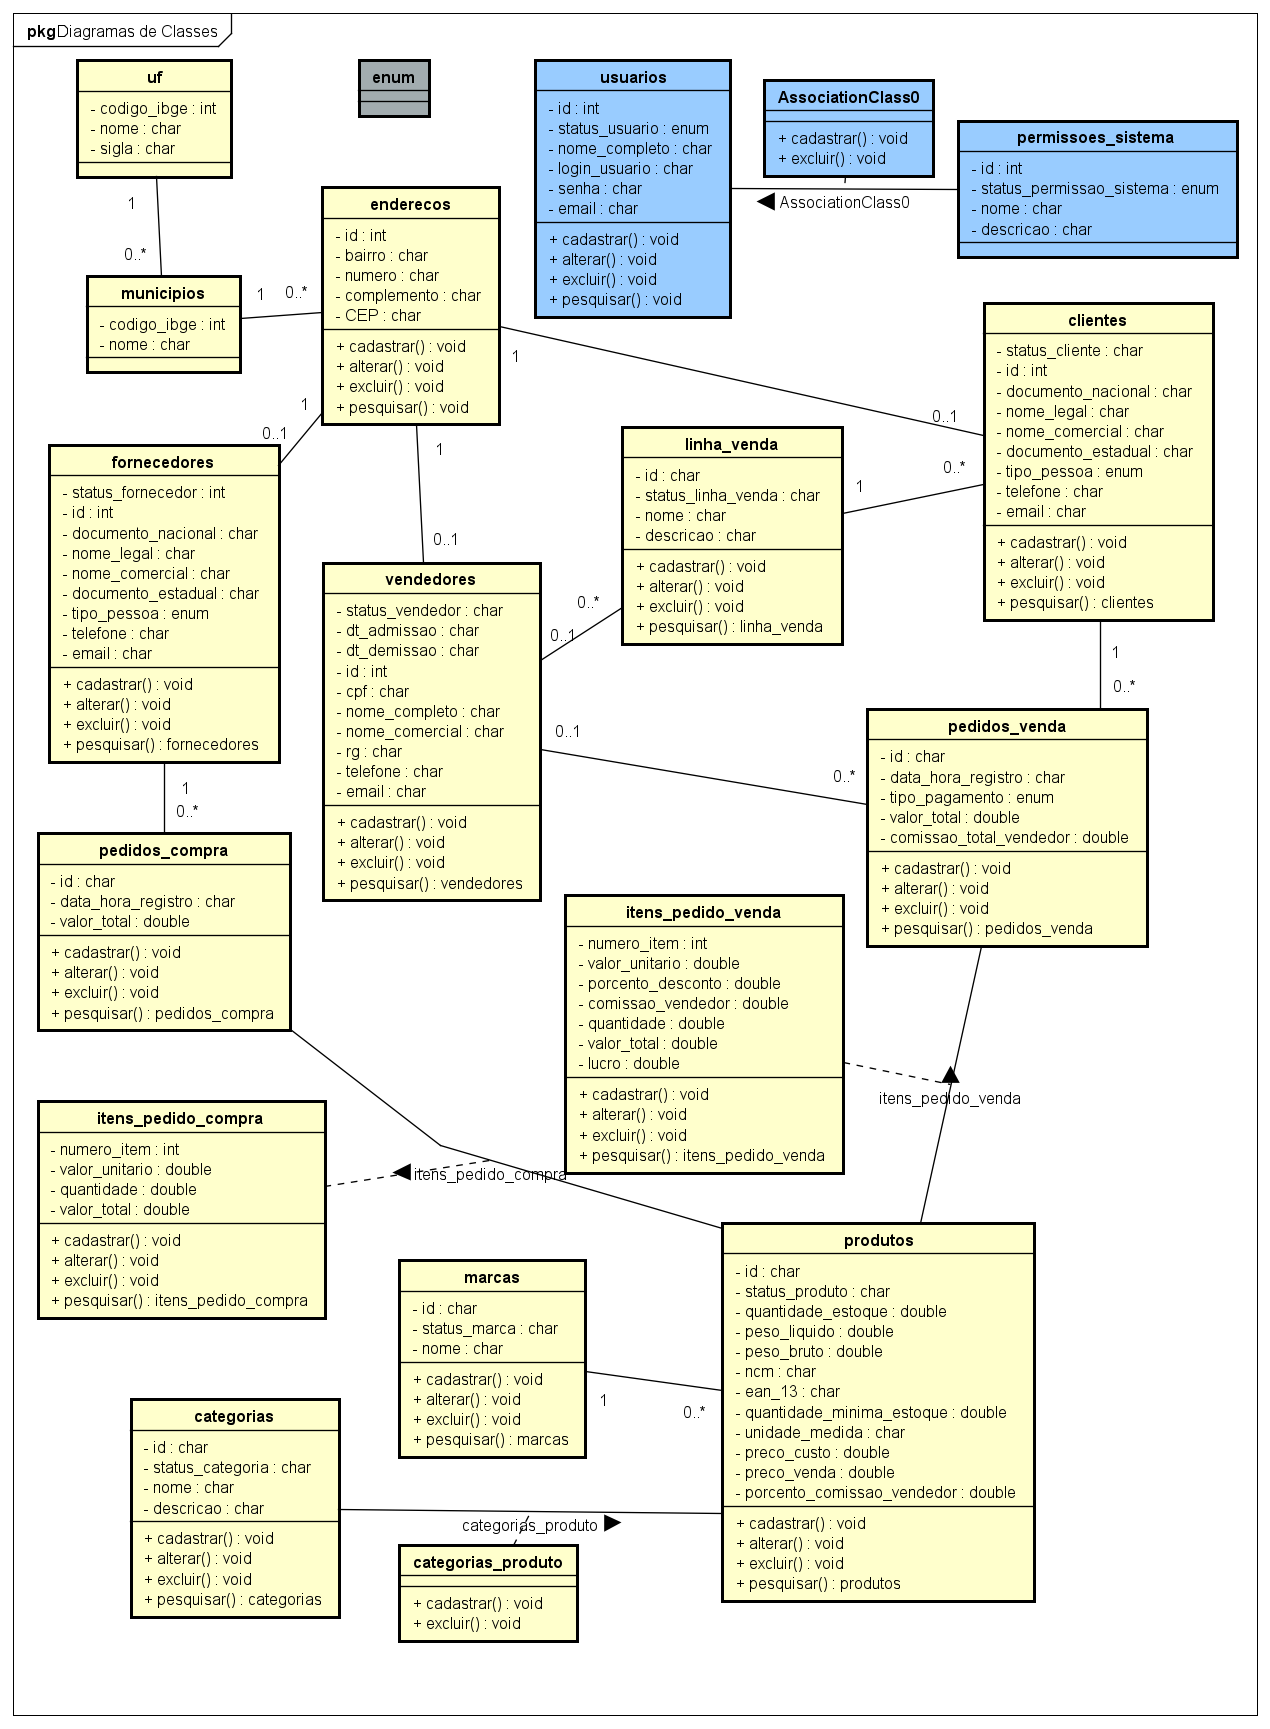 pkg Diagramas de Classes
uf
- codigo_ibge : int
- nome : char
- sigla : char
enum
usuarios
- id : int
- status_usuario : enum
- nome_completo : char
- login_usuario : char
- senha : char
- email : char
+ cadastrar() : void
+ alterar() : void
+ excluir() : void
+ pesquisar() : void
AssociationClass0
+ cadastrar() : void
+ excluir() : void
AssociationClass0
permissoes_sistema
- id : int
- status_permissao_sistema : enum
- nome : char
- descricao : char
1
0..*
municipios
- codigo_ibge : int
- nome : char
1
0..*
enderecos
- id : int
- bairro : char
- numero : char
- complemento : char
- CEP : char
+ cadastrar() : void
+ alterar() : void
+ excluir() : void
+ pesquisar() : void
1
0..1
1
0..1
1
0..1
clientes
- status_cliente : char
- id : int
- documento_nacional : char
- nome_legal : char
- nome_comercial : char
- documento_estadual : char
- tipo_pessoa : enum
- telefone : char
- email : char
+ cadastrar() : void
+ alterar() : void
+ excluir() : void
+ pesquisar() : clientes
linha_venda
- id : char
- status_linha_venda : char
- nome : char
- descricao : char
+ cadastrar() : void
+ alterar() : void
+ excluir() : void
+ pesquisar() : linha_venda
1
0..*
0..*
0..1
fornecedores
- status_fornecedor : int
- id : int
- documento_nacional : char
- nome_legal : char
- nome_comercial : char
- documento_estadual : char
- tipo_pessoa : enum
- telefone : char
- email : char
+ cadastrar() : void
+ alterar() : void
+ excluir() : void
+ pesquisar() : fornecedores
vendedores
- status_vendedor : char
- dt_admissao : char
- dt_demissao : char
- id : int
- cpf : char
- nome_completo : char
- nome_comercial : char
- rg : char
- telefone : char
- email : char
+ cadastrar() : void
+ alterar() : void
+ excluir() : void
+ pesquisar() : vendedores
0..1
0..*
1
0..*
pedidos_venda
- id : char
- data_hora_registro : char
- tipo_pagamento : enum
- valor_total : double
- comissao_total_vendedor : double
+ cadastrar() : void
+ alterar() : void
+ excluir() : void
+ pesquisar() : pedidos_venda
1
0..*
pedidos_compra
- id : char
- data_hora_registro : char
- valor_total : double
+ cadastrar() : void
+ alterar() : void
+ excluir() : void
+ pesquisar() : pedidos_compra
itens_pedido_venda
- numero_item : int
- valor_unitario : double
- porcento_desconto : double
- comissao_vendedor : double
- quantidade : double
- valor_total : double
- lucro : double
+ cadastrar() : void
+ alterar() : void
+ excluir() : void
+ pesquisar() : itens_pedido_venda
itens_pedido_venda
itens_pedido_compra
- numero_item : int
- valor_unitario : double
- quantidade : double
- valor_total : double
+ cadastrar() : void
+ alterar() : void
+ excluir() : void
+ pesquisar() : itens_pedido_compra
itens_pedido_compra
produtos
- id : char
- status_produto : char
- quantidade_estoque : double
- peso_liquido : double
- peso_bruto : double
- ncm : char
- ean_13 : char
- quantidade_minima_estoque : double
- unidade_medida : char
- preco_custo : double
- preco_venda : double
- porcento_comissao_vendedor : double
+ cadastrar() : void
+ alterar() : void
+ excluir() : void
+ pesquisar() : produtos
marcas
- id : char
- status_marca : char
- nome : char
+ cadastrar() : void
+ alterar() : void
+ excluir() : void
+ pesquisar() : marcas
1
0..*
categorias
- id : char
- status_categoria : char
- nome : char
- descricao : char
+ cadastrar() : void
+ alterar() : void
+ excluir() : void
+ pesquisar() : categorias
categorias_produto
categorias_produto
+ cadastrar() : void
+ excluir() : void